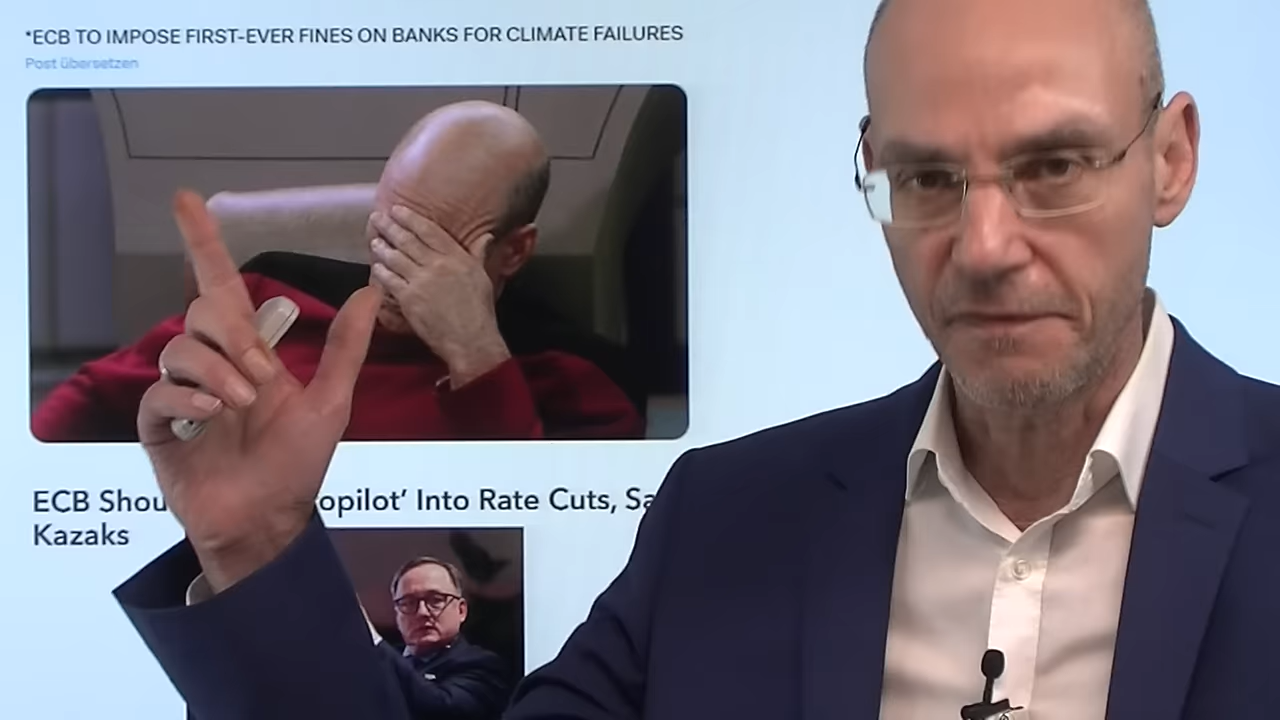 *ECB TO IMPOSE FIRST-EVER FINES ON BANKS FOR CLIMATE FAILURES
Post übersetzen
ECB Shou opilot’ Into Rate Cuts, Sa
Kazaks